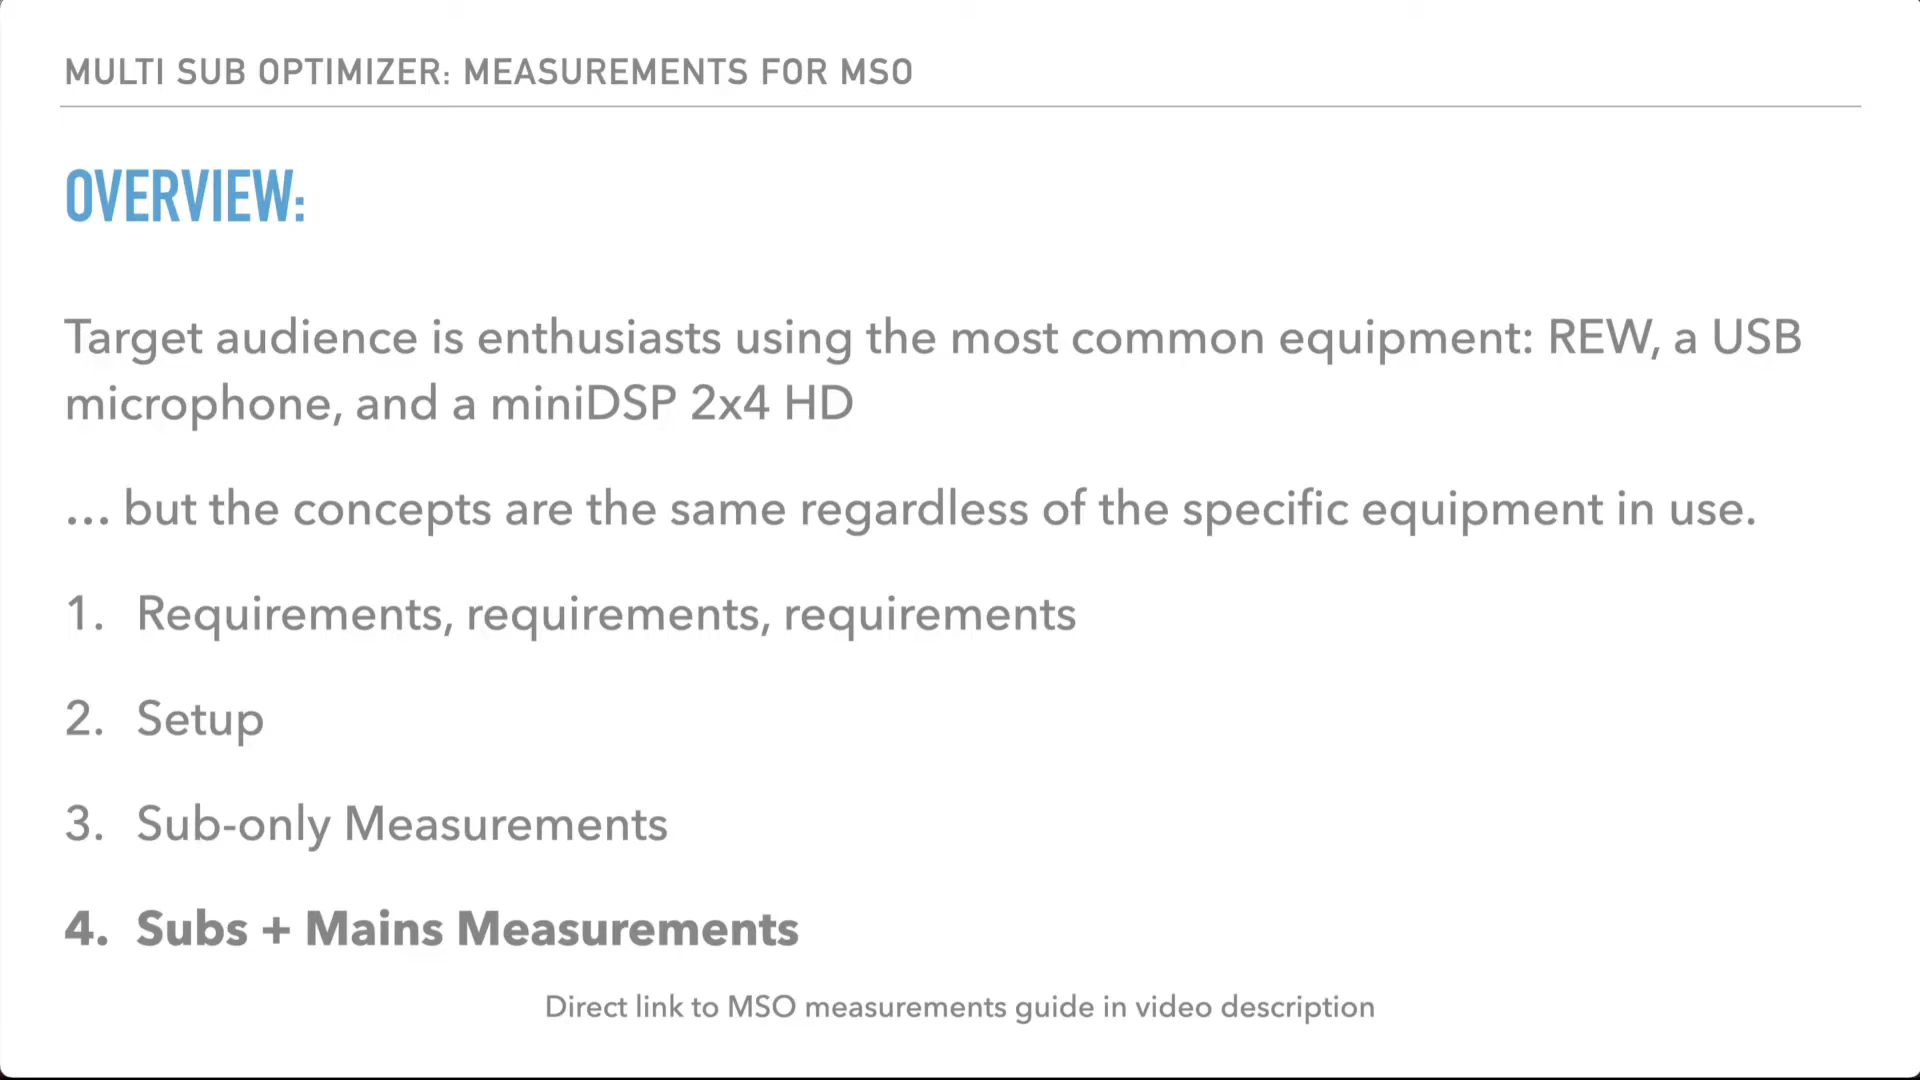 MULTI SUB OPTIMIZER: MEASUREMENTS FOR MSO
OVERVIEW:
Target audience is enthusiasts using the most common equipment: REW, a USB
microphone, and a miniDSP 2x4 HD
… but the concepts are the same regardless of the specific equipment in use.
1. Requirements, requirements, requirements
2. Setup
3. Sub-only Measurements
4. Subs + Mains Measurements
Direct link to MSO measurements guide in video description